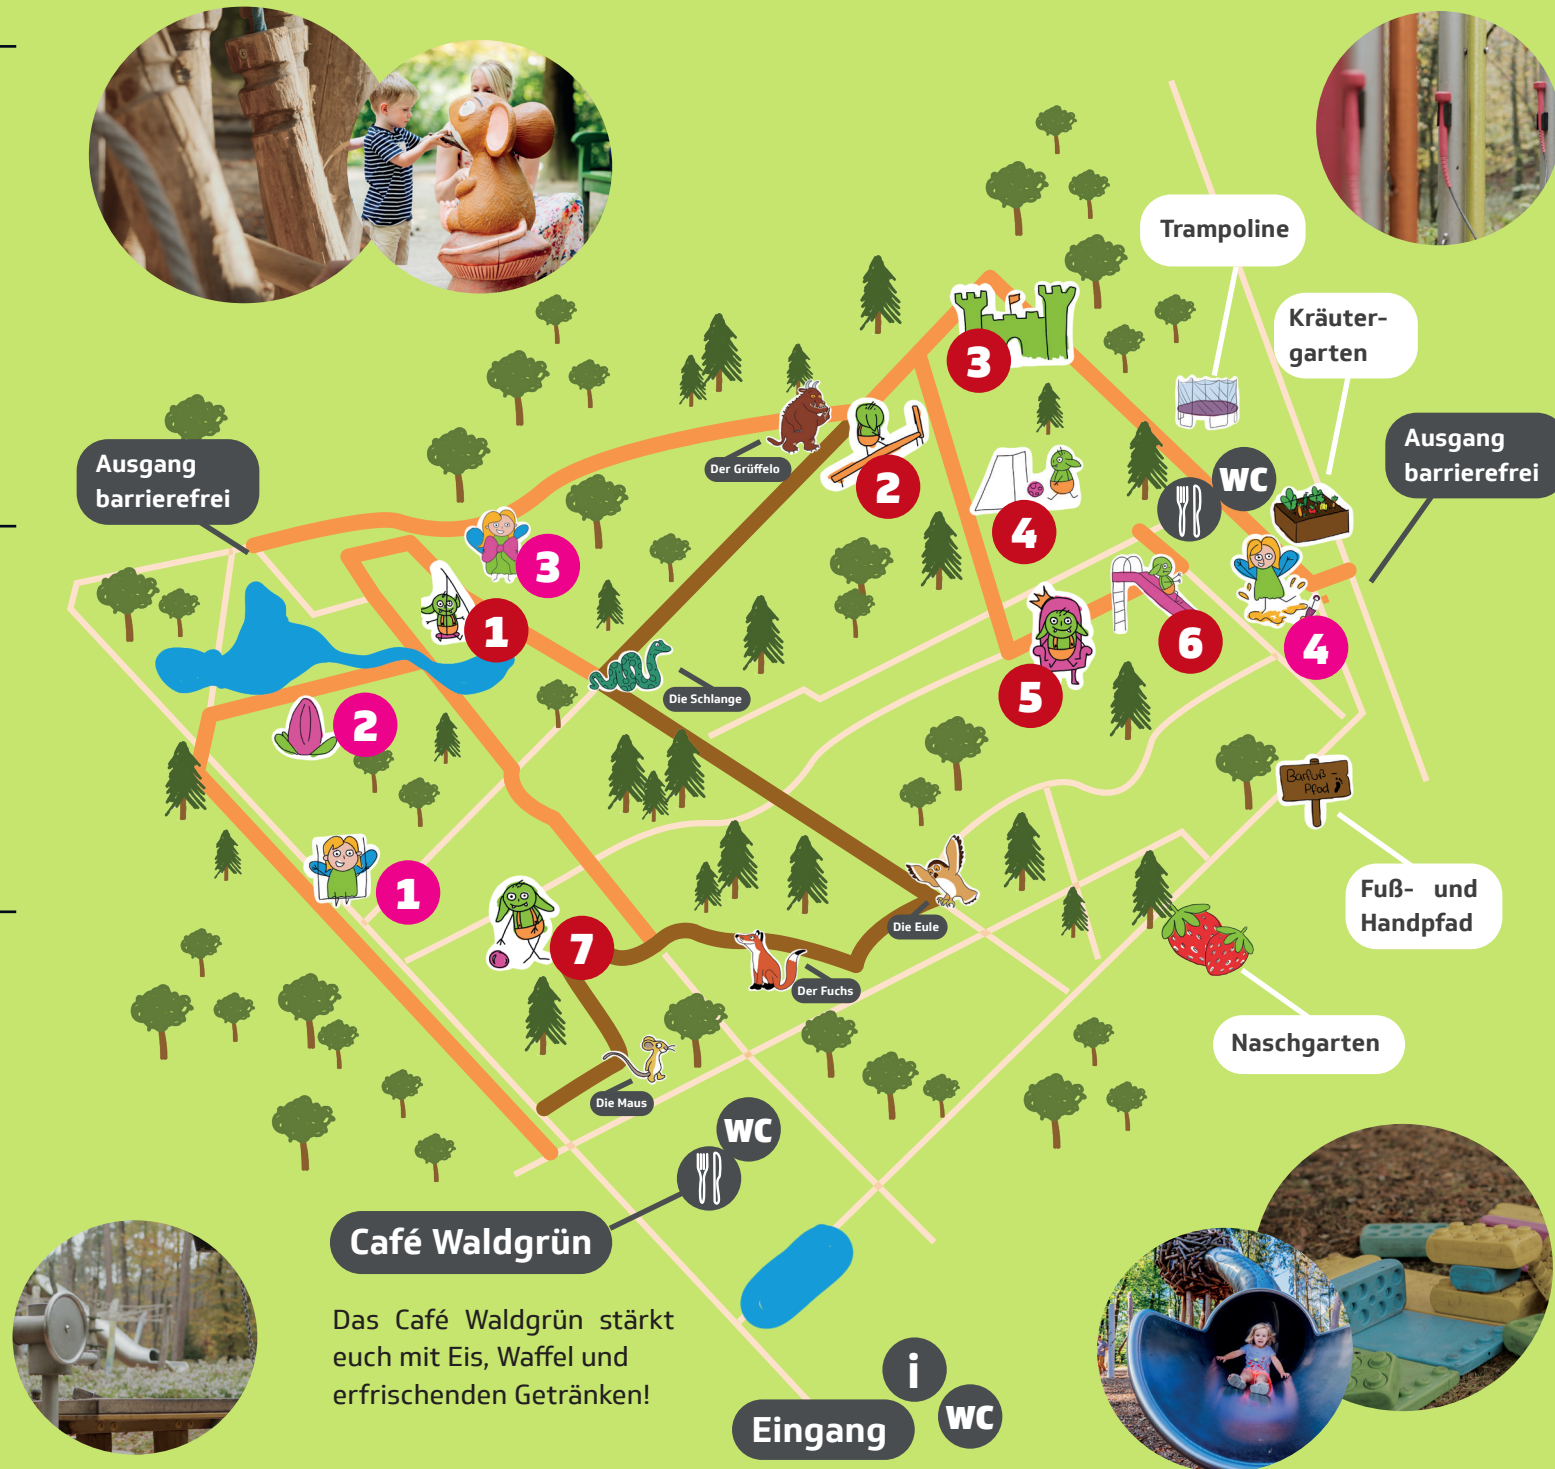 Trampoline
Kräuter-
garten
Ausgang
barrierefrei
3
Ausgang
barrierefrei
Der Grüffelo
2
WC
4
3
1
6
4
Die Schlange
5
2
Barfuß-
Pfad
1
Fuß- und
Handpfad
Die Eule
7
Der Fuchs
Naschgarten
Die Maus
WC
Café Waldgrün
Das Café Waldgrün stärkt
euch mit Eis, Waffel und
erfrischenden Getränken!
i
WC
Eingang